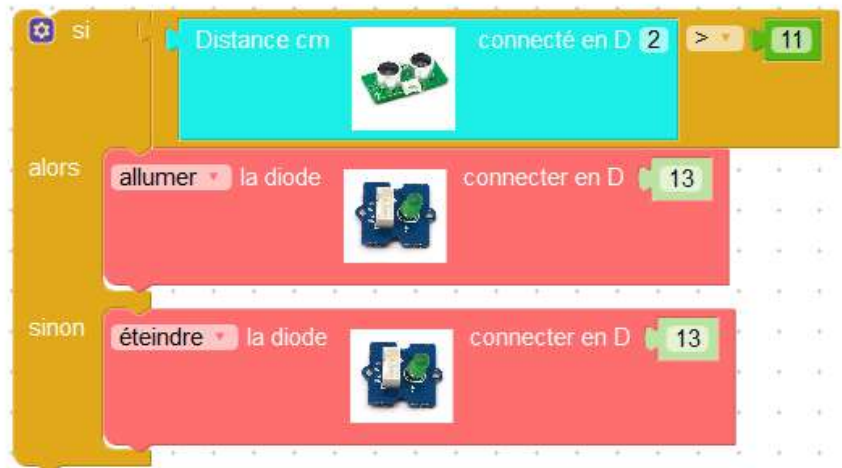 si Distance cm connecté en D 2 > 11
alors allumer la diode connecter en D 13
sinon éteindre la diode connecter en D 13